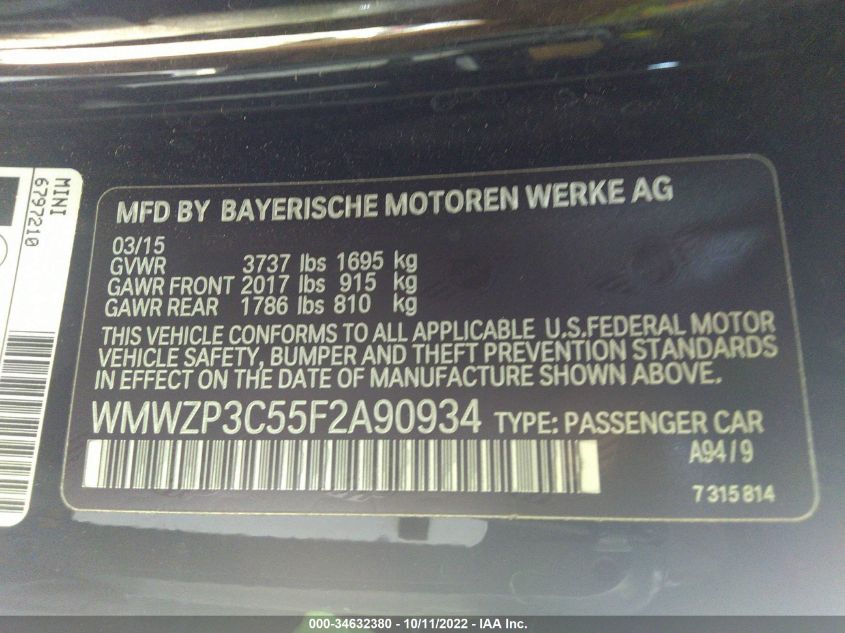 MINI
6797210
MFD BY BAYERISCHE MOTOREN WERKE AG
03/15
GVWR 3737 lbs 1695 kg
GAWR FRONT 2017 lbs 915 kg
GAWR REAR 1786 lbs 810 kg
THIS VEHICLE CONFORMS TO ALL APPLICABLE U.S.FEDERAL MOTOR
VEHICLE SAFETY, BUMPER AND THEFT PREVENTION STANDARDS
IN EFFECT ON THE DATE OF MANUFACTURE SHOWN ABOVE.
WMWZP3C55F2A90934 TYPE: PASSENGER CAR
A94/9
7 315 814
000-34632380 - 10/11/2022 - IAA Inc.